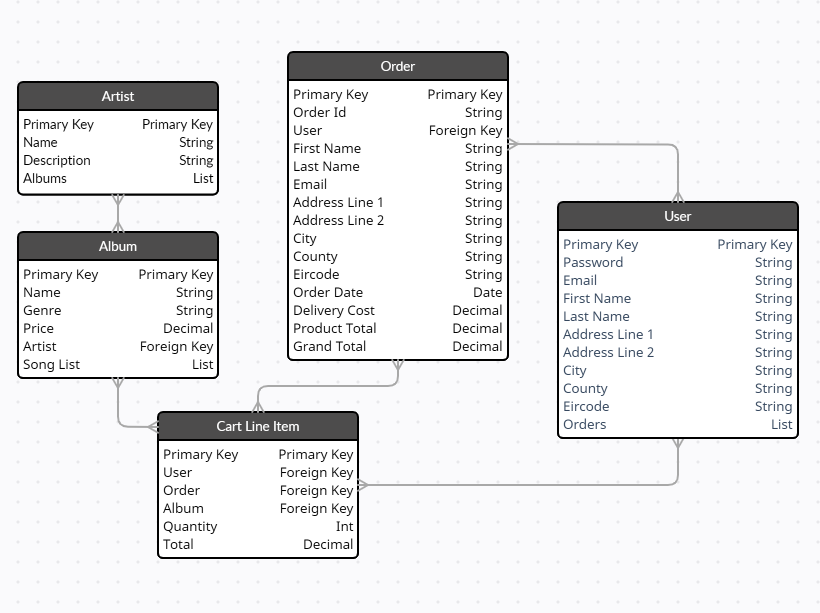 Artist
Primary Key Primary Key
Name String
Description String
Albums List
Album
Primary Key Primary Key
Name String
Genre String
Price Decimal
Artist Foreign Key
Song List List
Order
Primary Key Primary Key
Order Id String
User Foreign Key
First Name String
Last Name String
Email String
Address Line 1 String
Address Line 2 String
City String
County String
Eircode String
Order Date Date
Delivery Cost Decimal
Product Total Decimal
Grand Total Decimal
User
Primary Key Primary Key
Password String
Email String
First Name String
Last Name String
Address Line 1 String
Address Line 2 String
City String
County String
Eircode String
Orders List
Cart Line Item
Primary Key Primary Key
User Foreign Key
Order Foreign Key
Album Foreign Key
Quantity Int
Total Decimal